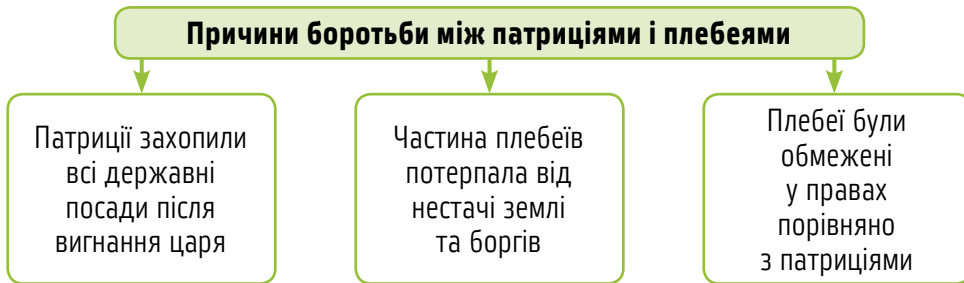 Причини боротьби між патриціями і плебеями
Патриції захопили
всі державні
посади після
вигнання царя
Частина плебеїв
потерпала від
нестачі землі
та боргів
Плебеї були
обмежені
у правах
порівняно
з патриціями